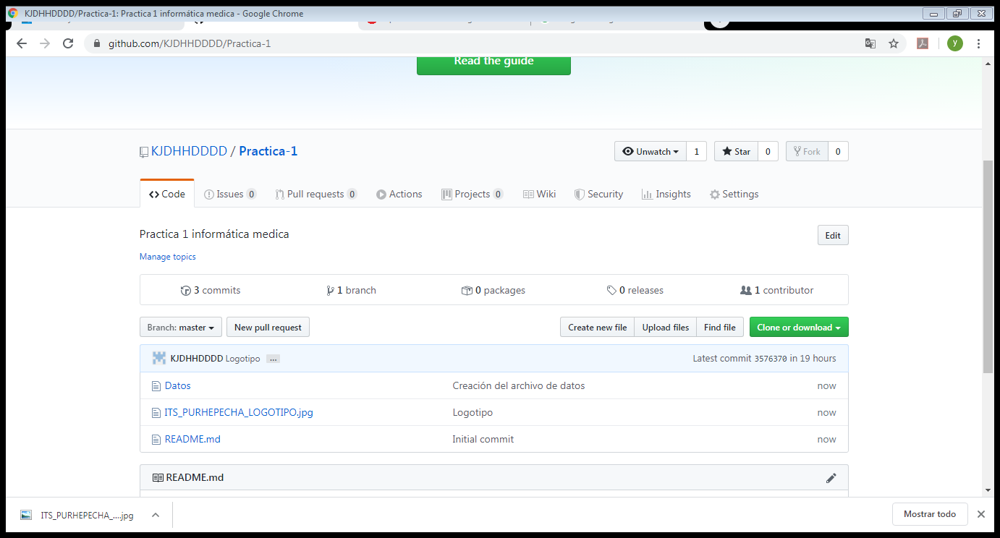 KJDHHDDDD/Practica-1: Practica 1 informática medica - Google Chrome
github.com/KJDHHDDDD/Practica-1
y
Read the guide
KJDHHDDDD / Practica-1
Unwatch 1 Star 0 Fork 0
Code Issues 0 Pull requests 0 Actions Projects 0 Wiki Security Insights Settings
Practica 1 informática medica
Edit
Manage topics
3 commits 1 branch 0 packages 0 releases 1 contributor
Branch: master New pull request Create new file Upload files Find file Clone or download
KJDHHDDDD Logotipo ... Latest commit 3576370 in 19 hours
Datos Creación del archivo de datos now
ITS_PURHEPECHA_LOGOTIPO.jpg Logotipo now
README.md Initial commit now
README.md
ITS_PURHEPECHA_....jpg Mostrar todo